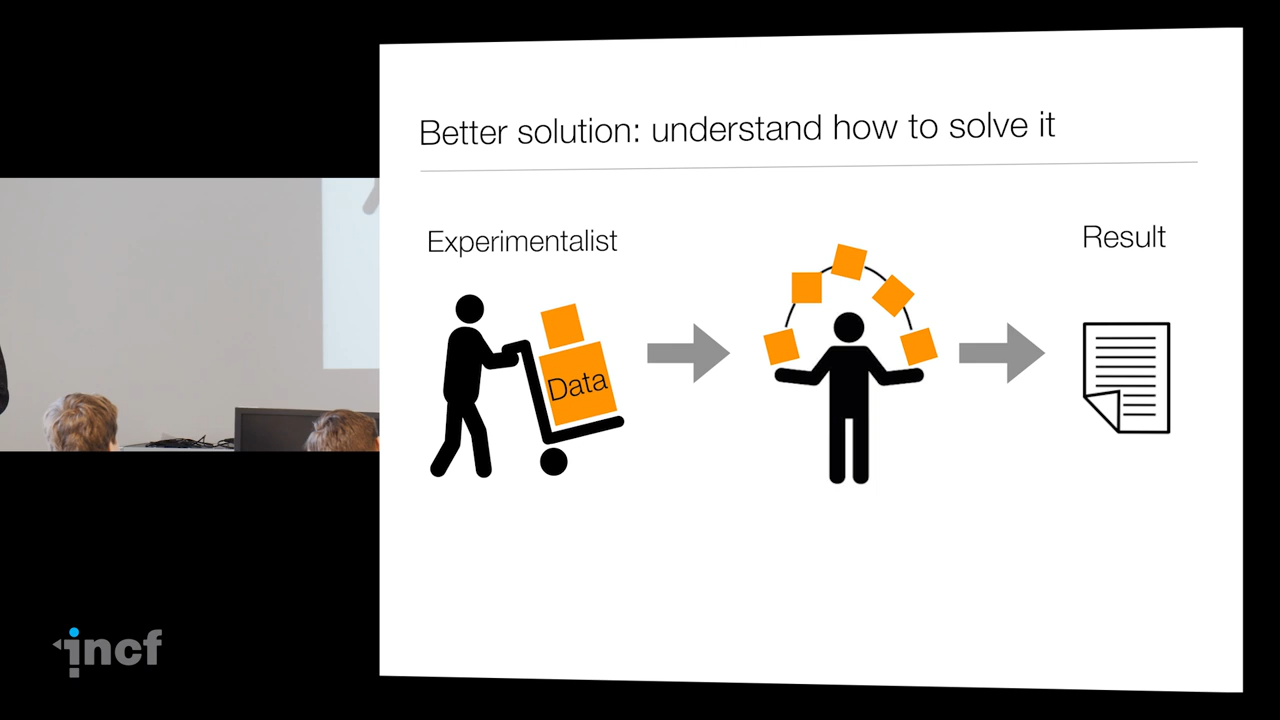 Better solution: understand how to solve it
Experimentalist
Result
Data
incf